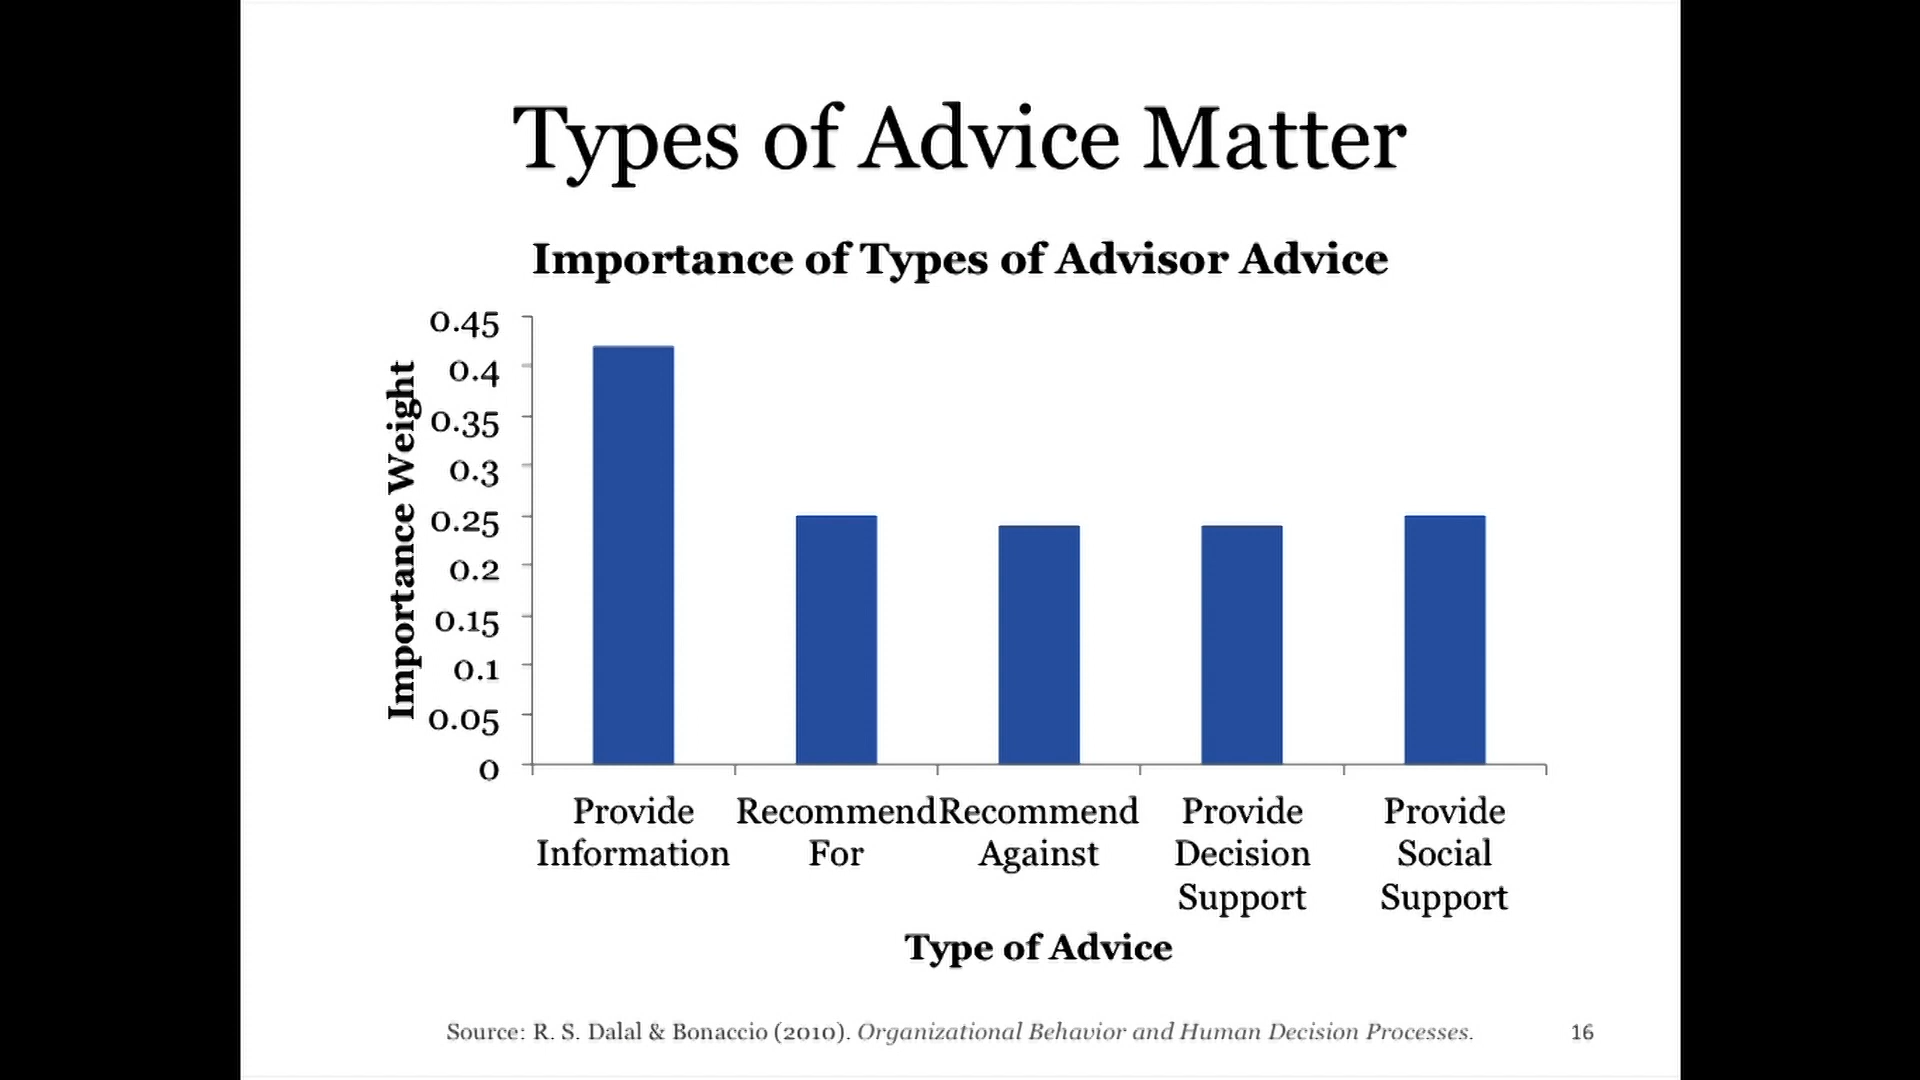 Types of Advice Matter
Importance of Types of Advisor Advice
Importance Weight
0.45
0.4
0.35
0.3
0.25
0.2
0.15
0.1
0.05
0
Provide
Information
Recommend
For
Recommend
Against
Provide
Decision
Support
Provide
Social
Support
Type of Advice
Source: R. S. Dalal & Bonaccio (2010). Organizational Behavior and Human Decision Processes.
16